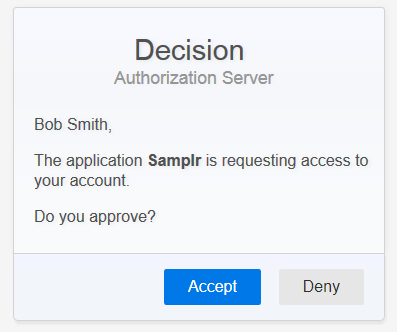 Decision
Authorization Server
Bob Smith,
The application Samplr is requesting access to
your account.
Do you approve?
Accept Deny